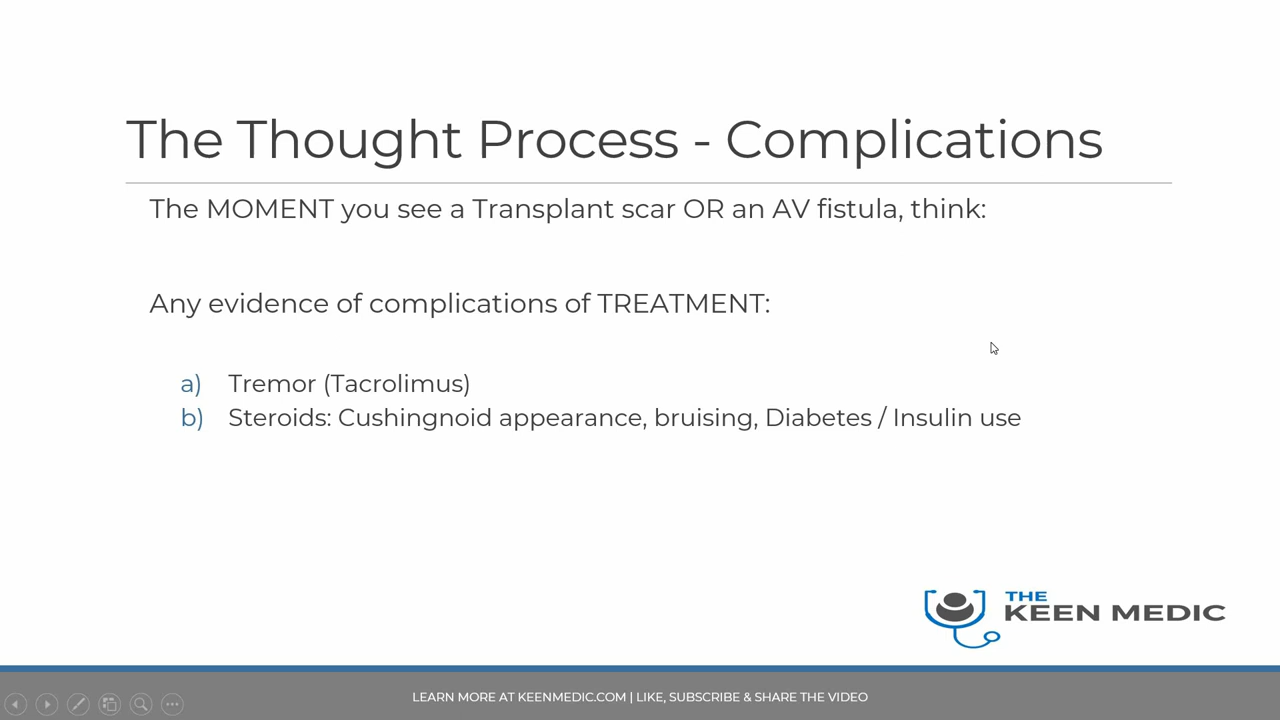 The Thought Process - Complications
The MOMENT you see a Transplant scar OR an AV fistula, think:
Any evidence of complications of TREATMENT:
a) Tremor (Tacrolimus)
b) Steroids: Cushingnoid appearance, bruising, Diabetes / Insulin use
THE
KEEN MEDIC
LEARN MORE AT KEENMEDIC.COM | LIKE, SUBSCRIBE & SHARE THE VIDEO